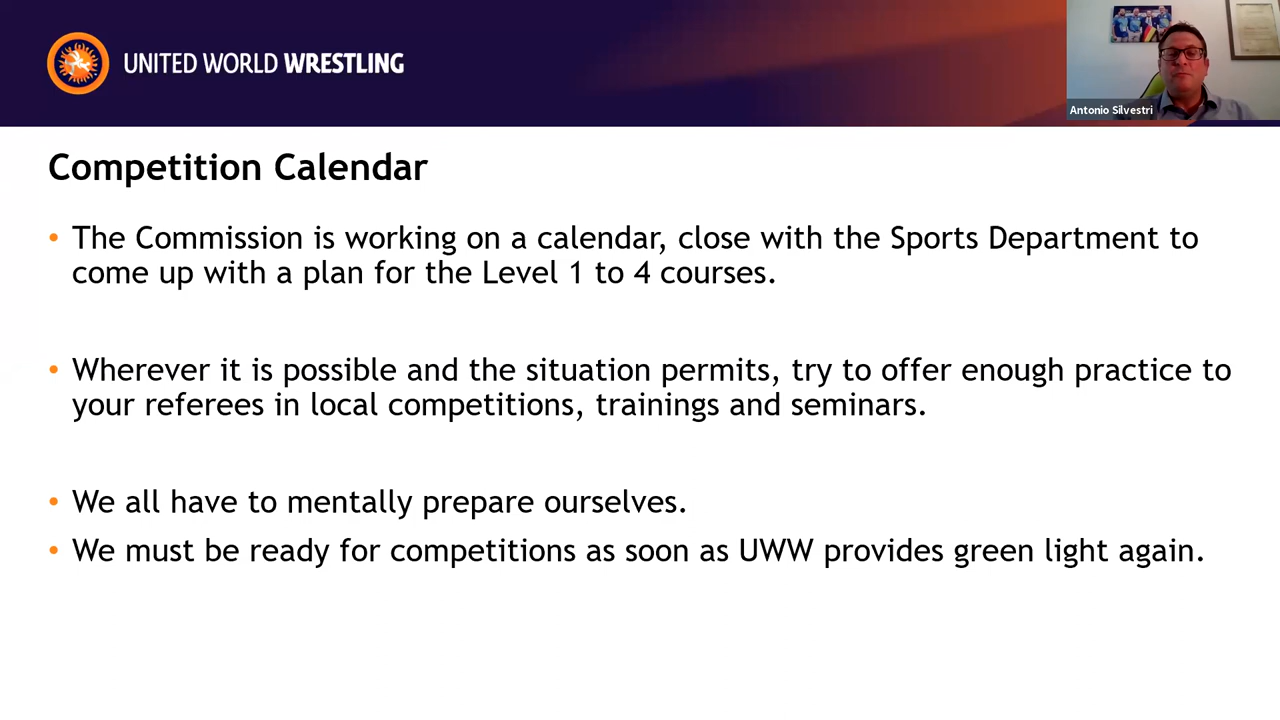 UNITED WORLD WRESTLING
Antonio Silvestri
Competition Calendar
• The Commission is working on a calendar, close with the Sports Department to
come up with a plan for the Level 1 to 4 courses.
• Wherever it is possible and the situation permits, try to offer enough practice to
your referees in local competitions, trainings and seminars.
• We all have to mentally prepare ourselves.
• We must be ready for competitions as soon as UWW provides green light again.